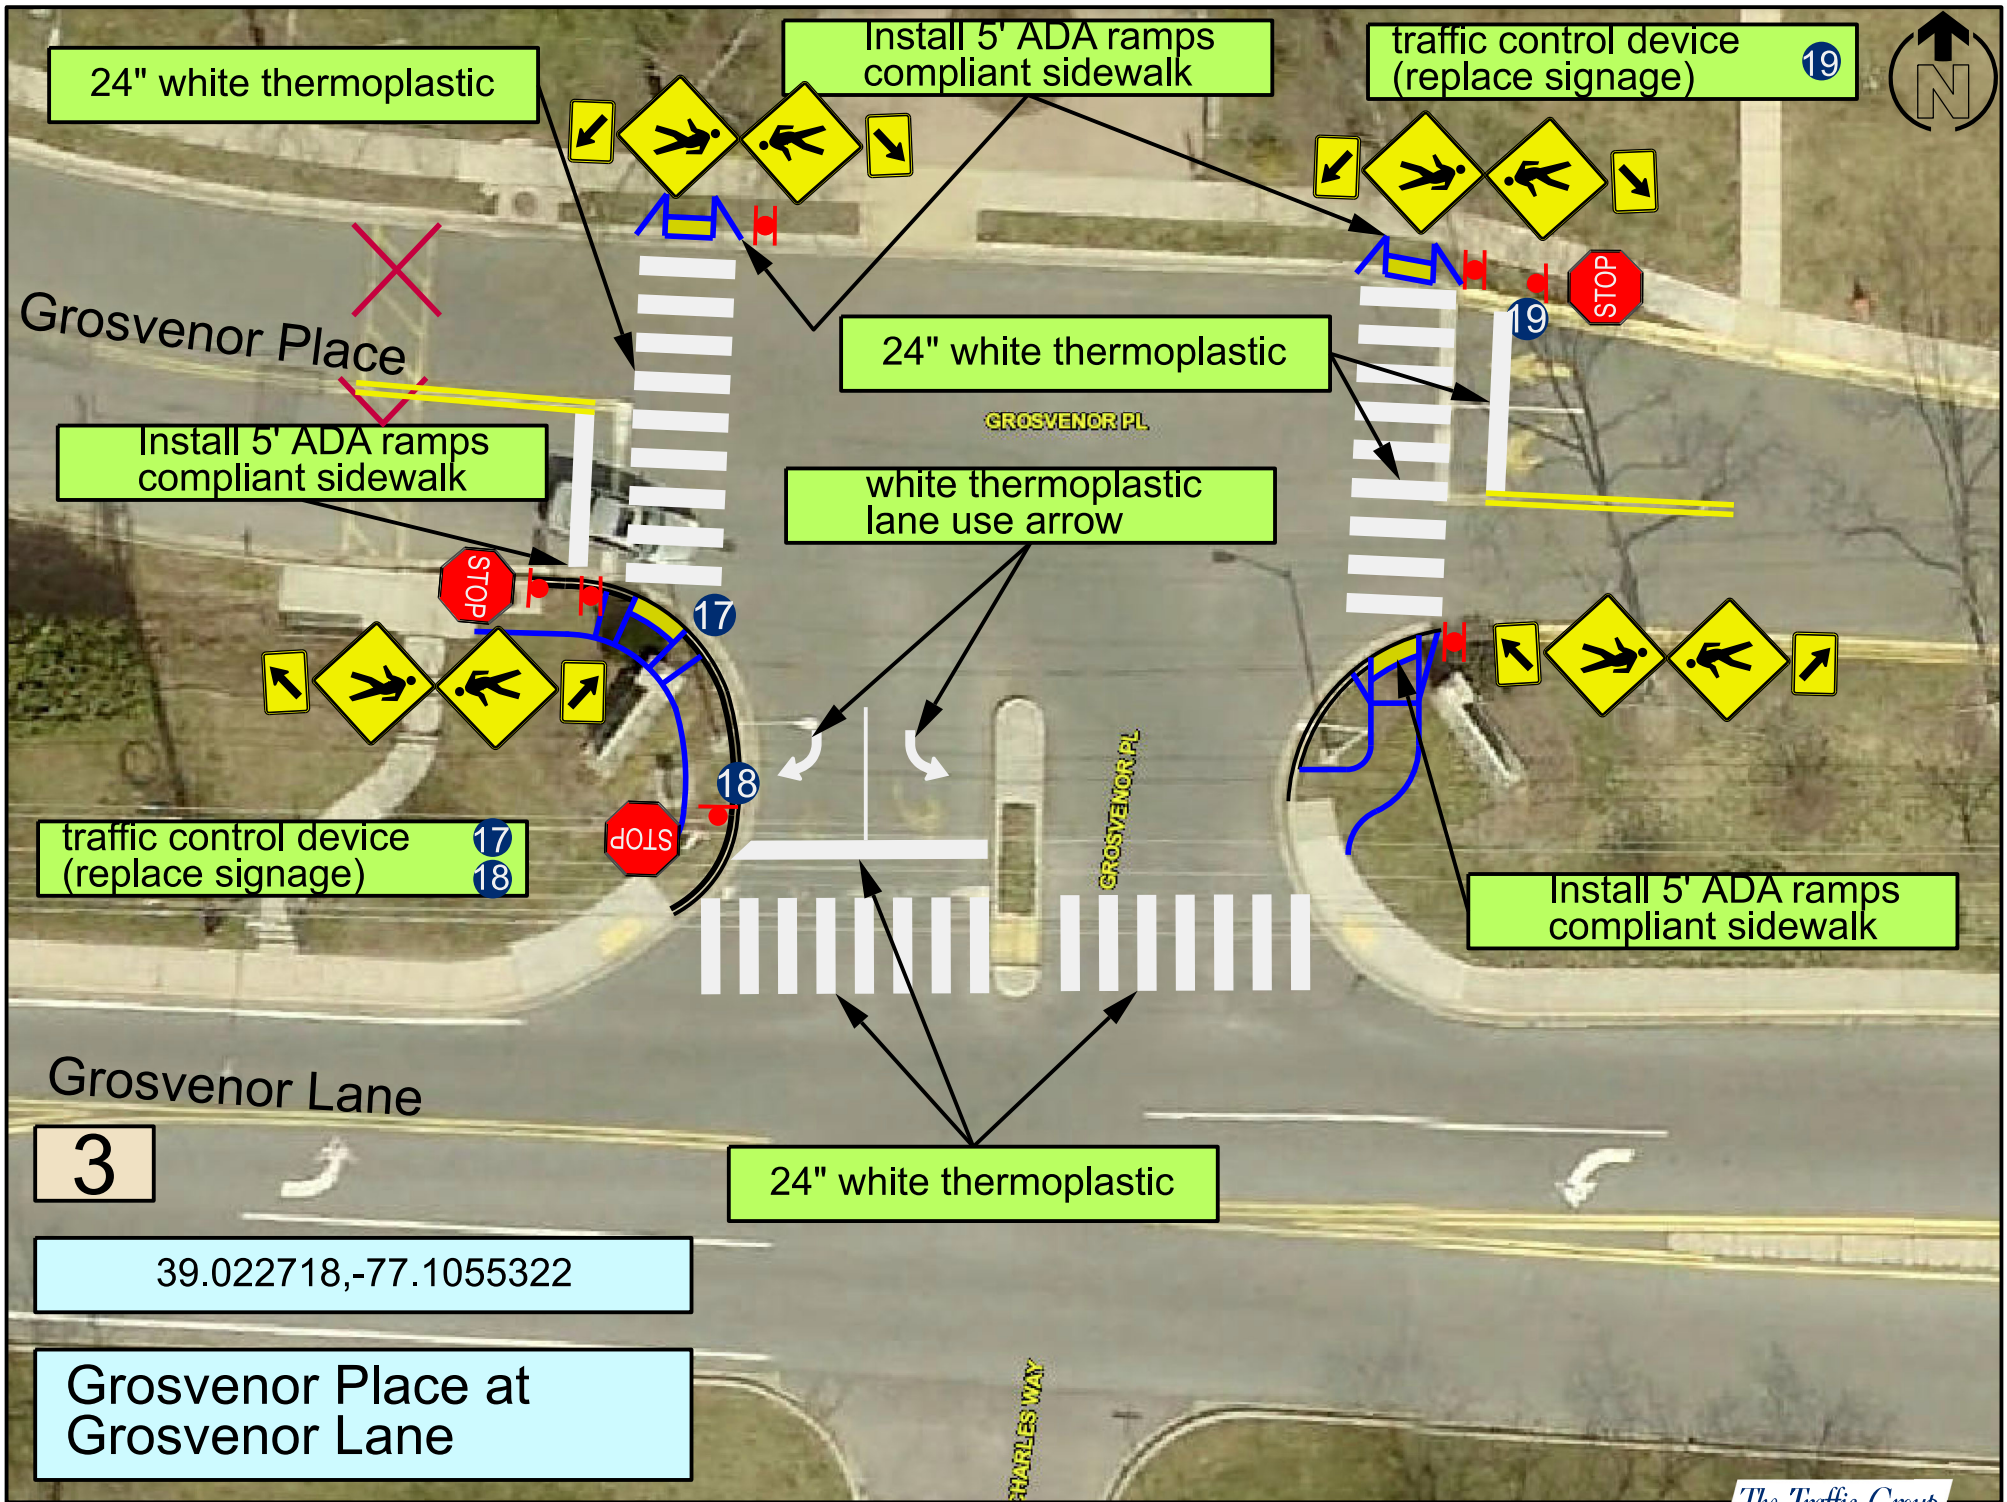 24" white thermoplastic
Install 5' ADA ramps
compliant sidewalk
traffic control device
(replace signage)
19
N
STOP
19
Grosvenor Place
24" white thermoplastic
GROSVENOR PL
Install 5' ADA ramps
compliant sidewalk
white thermoplastic
lane use arrow
STOP
17
18
GROSVENOR PL
traffic control device
(replace signage)
17
18
STOP
Install 5' ADA ramps
compliant sidewalk
Grosvenor Lane
3
24" white thermoplastic
39.022718,-77.1055322
Grosvenor Place at
Grosvenor Lane
CHARLES WAY
The Traffic Group